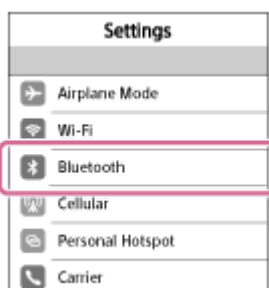 Settings
Airplane Mode
Wi-Fi
Bluetooth
Cellular
Personal Hotspot
Carrier